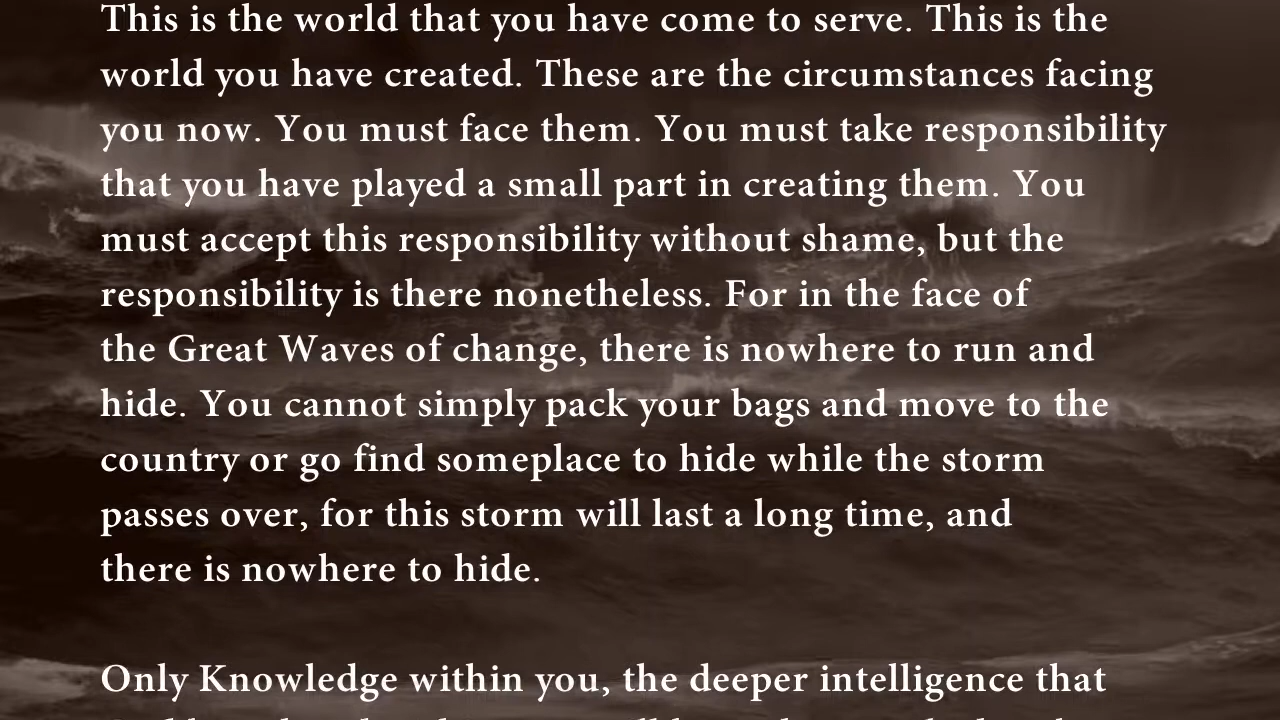 This is the world that you have come to serve. This is the
world you have created. These are the circumstances facing
you now. You must face them. You must take responsibility
that you have played a small part in creating them. You
must accept this responsibility without shame, but the
responsibility is there nonetheless. For in the face of
the Great Waves of change, there is nowhere to run and
hide. You cannot simply pack your bags and move to the
country or go find someplace to hide while the storm
passes over, for this storm will last a long time, and
there is nowhere to hide.
Only Knowledge within you, the deeper intelligence that